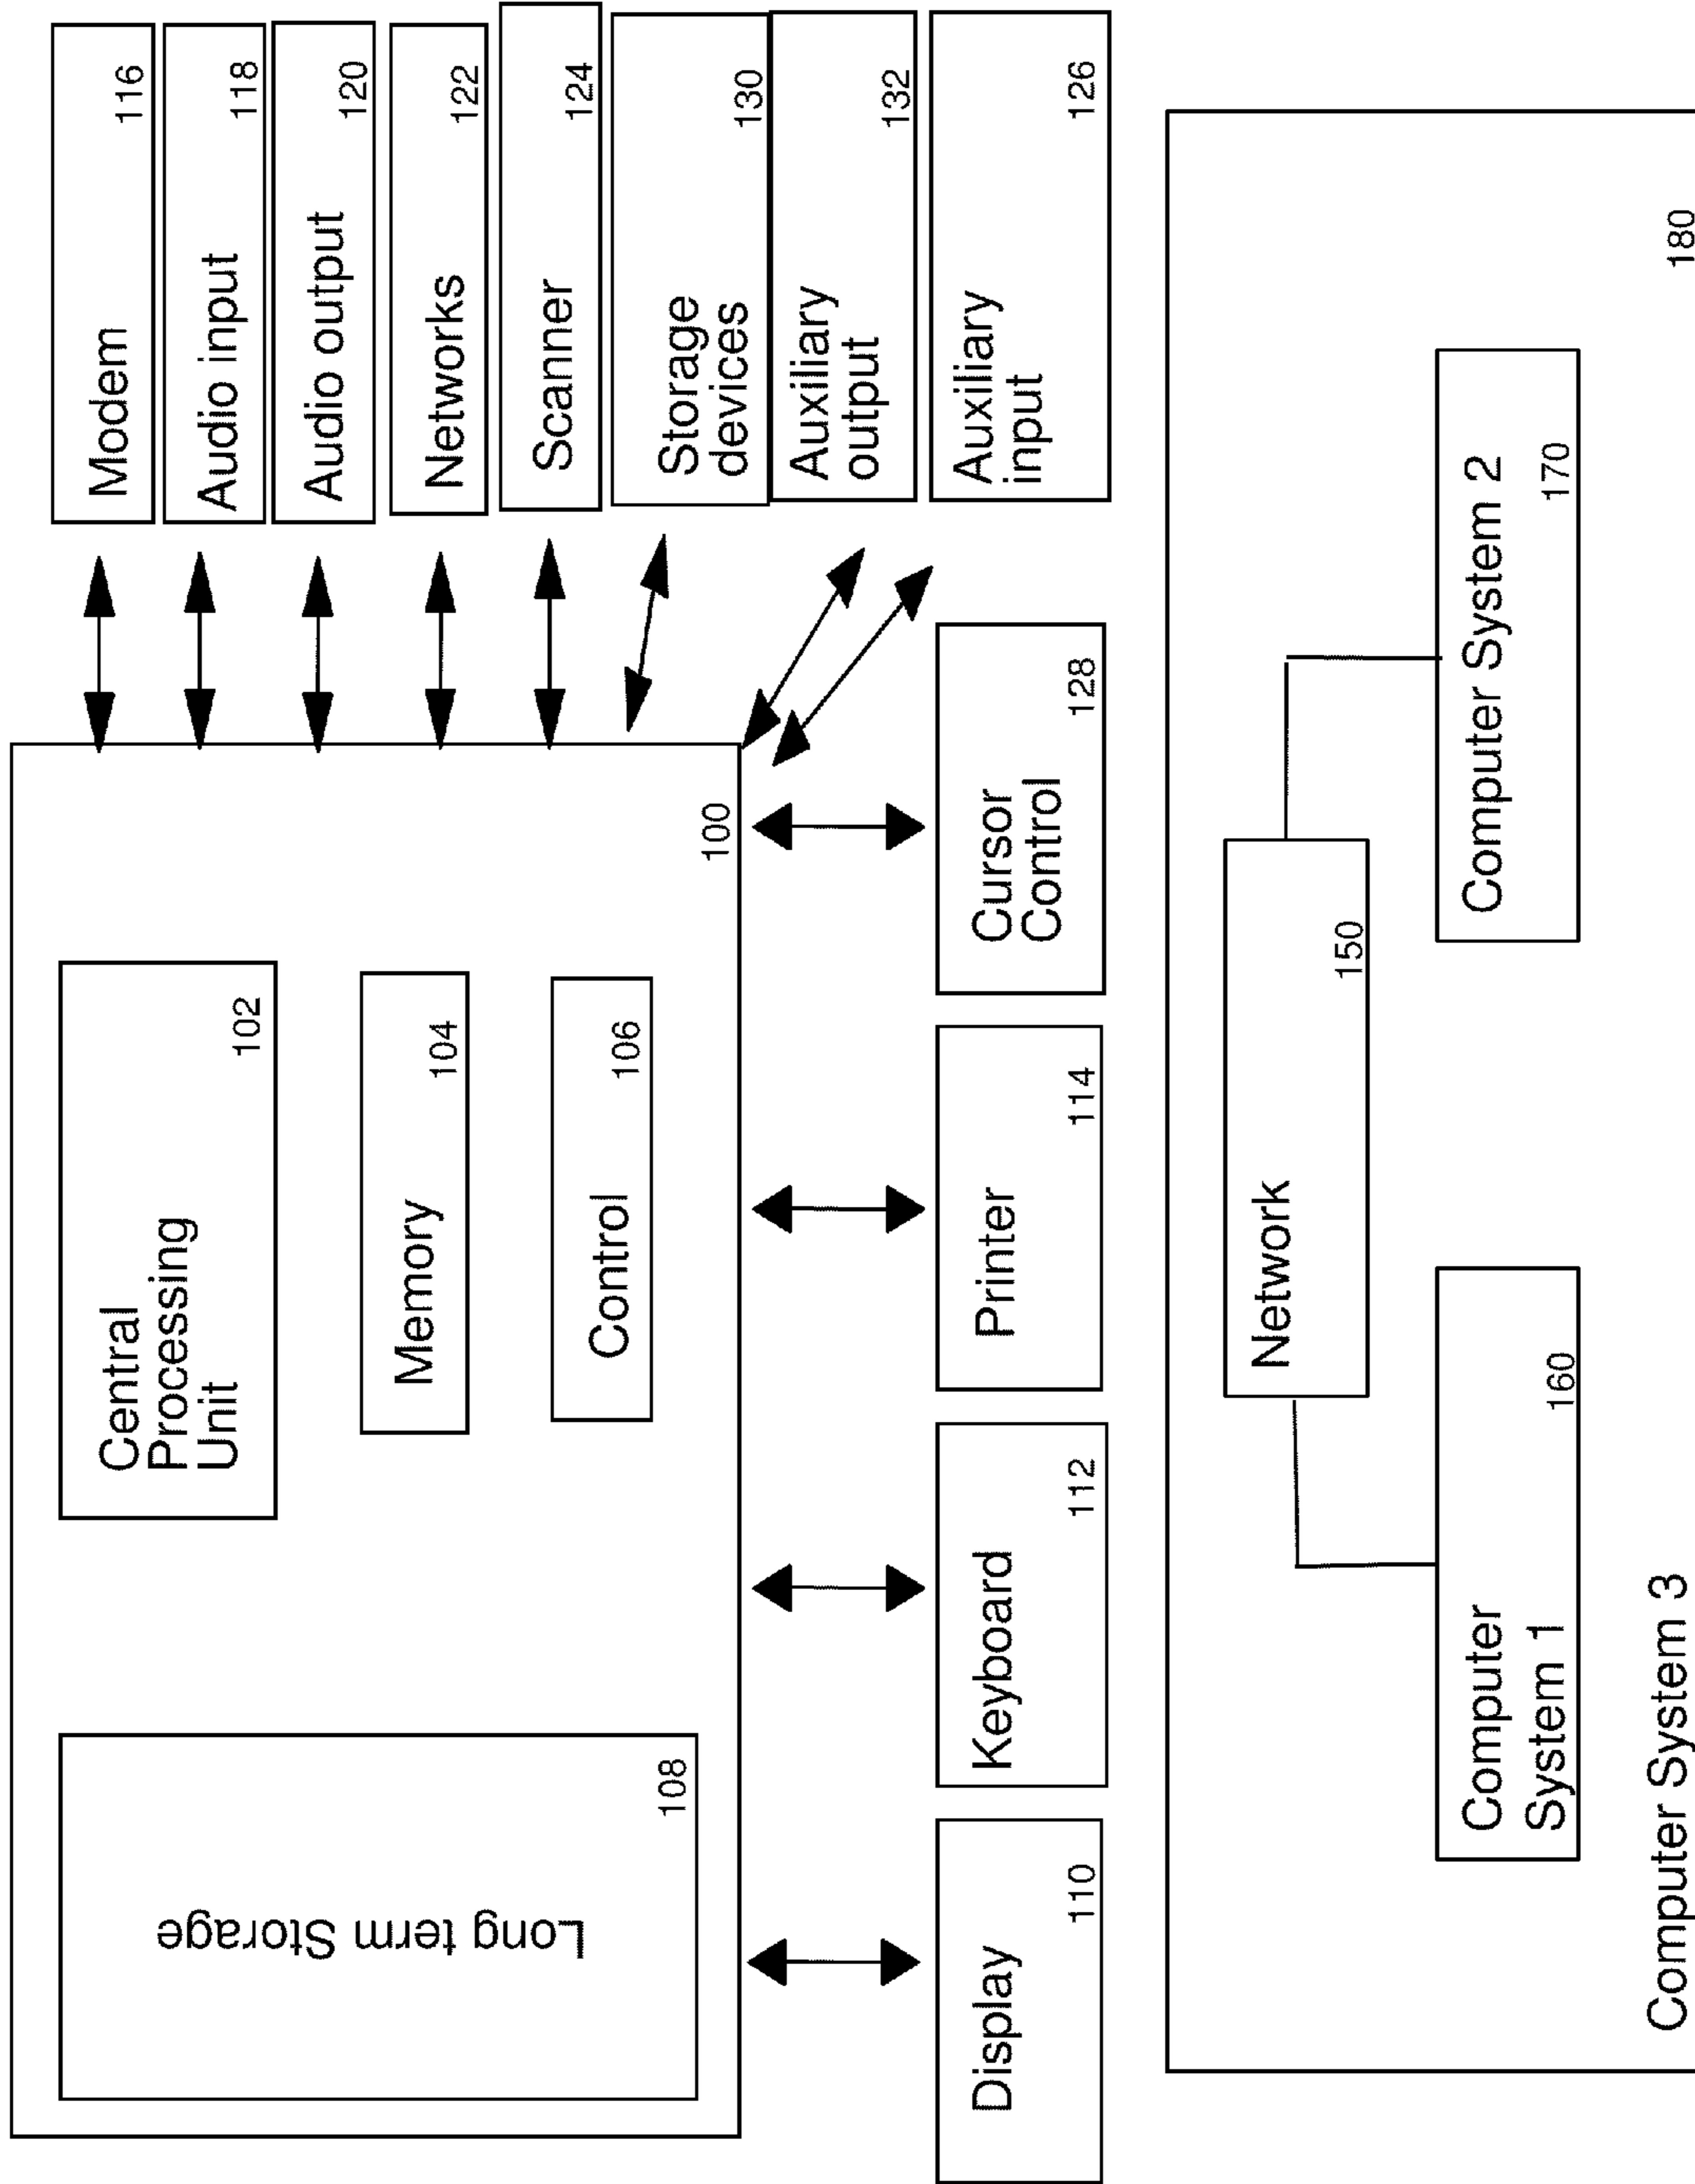 Long term Storage
108
Central
Processing
Unit
102
Memory
104
Control
106
100
Modem
116
Audio input
118
Audio output
120
Networks
122
Scanner
124
Storage
devices
130
Auxiliary
output
132
Auxiliary
input
126
Display
110
Keyboard
112
Printer
114
Cursor
Control
128
Network
150
Computer
System 1
160
Computer System 2
170
Computer System 3
180